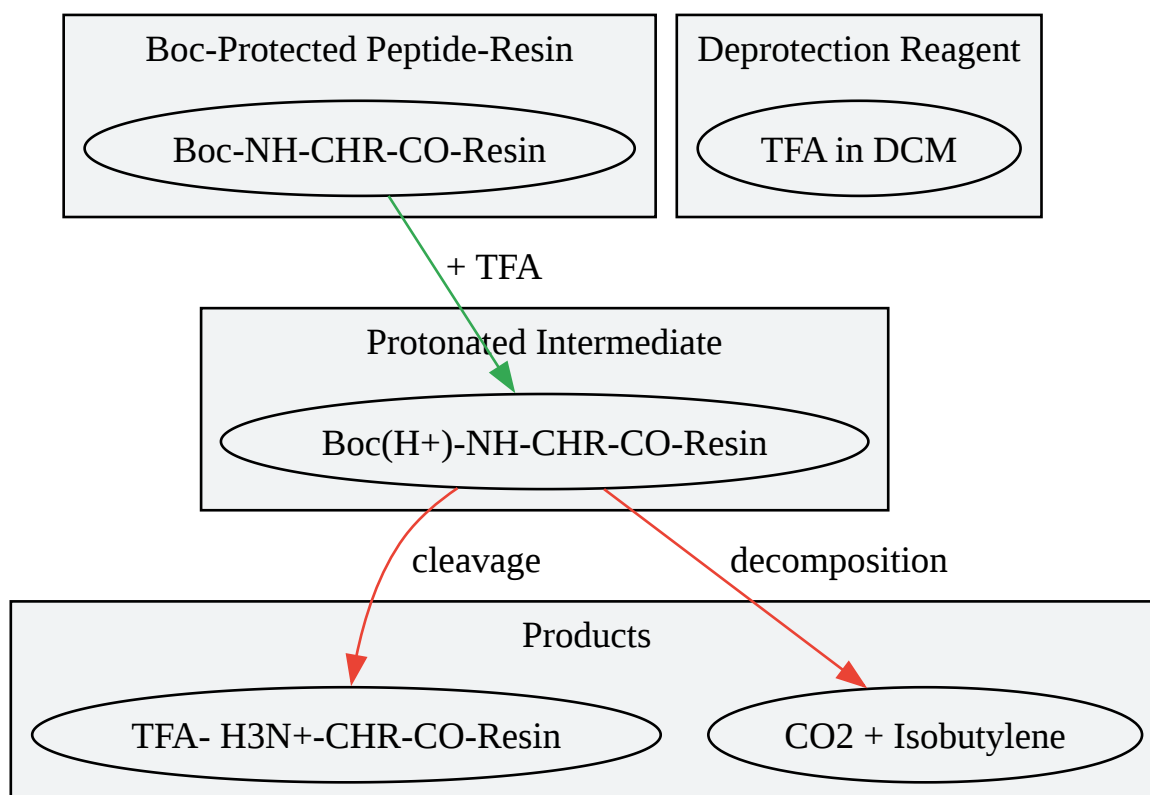 Boc-Protected Peptide-Resin
Deprotection Reagent
Boc-NH-CHR-CO-Resin
TFA in DCM
+ TFA
Protonated Intermediate
Boc(H+)-NH-CHR-CO-Resin
cleavage
decomposition
Products
TFA- H3N+-CHR-CO-Resin
CO2 + Isobutylene